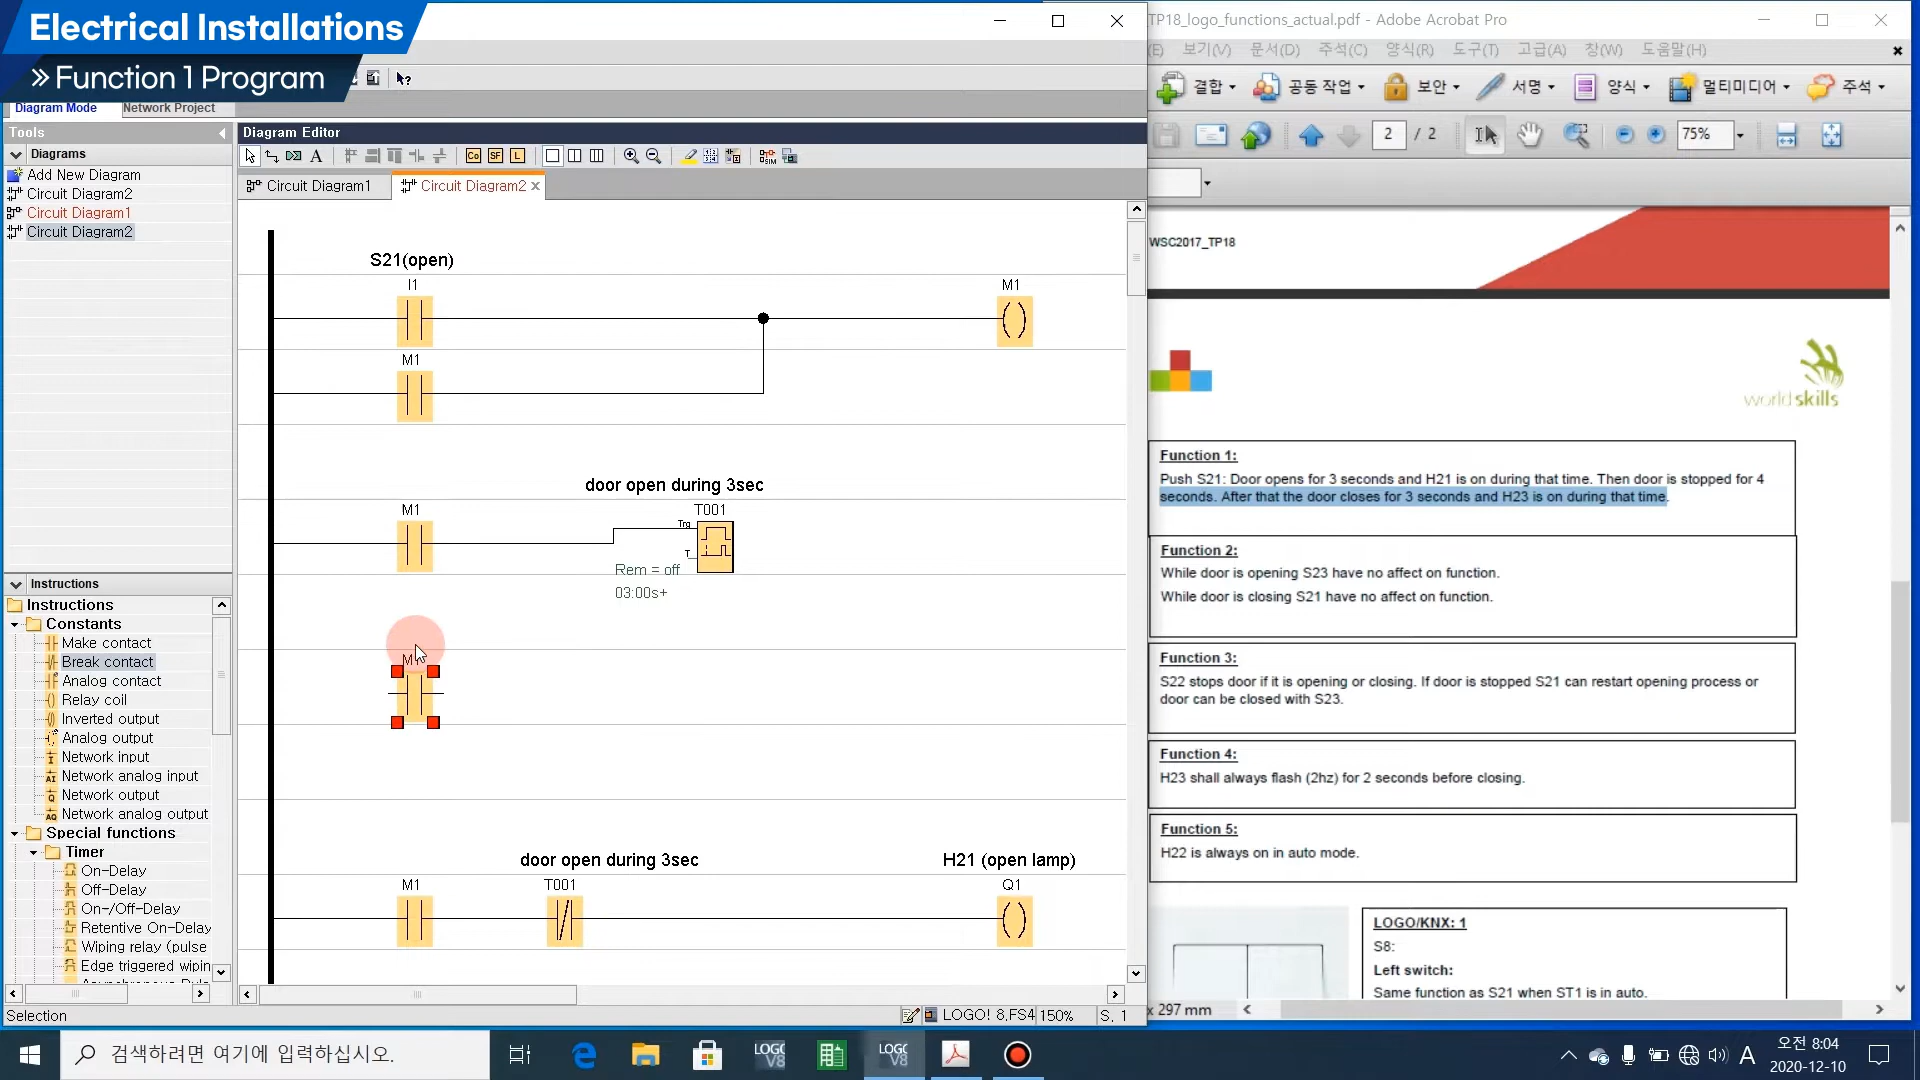 Electrical Installations
Function 1 Program
TP18_logo_functions_actual.pdf - Adobe Acrobat Pro
(E) 보기(V) 문서(D) 주석(C) 양식(R) 도구(T) 고급(A) 창(W) 도움말(H)
결합 공동 작업 보안 서명 양식 멀티미디어 주석
2 / 2 75%
Diagram Mode Network Project
Tools
Diagrams
Add New Diagram
Circuit Diagram2
Circuit Diagram1
Circuit Diagram2
Diagram Editor
A Co SF L
Circuit Diagram1 Circuit Diagram2
S21(open)
I1 M1
M1
door open during 3sec
M1 T001
Trg
T
Rem = off
03:00s+
door open during 3sec H21 (open lamp)
M1 T001 Q1
Instructions
Instructions
Constants
Make contact
Break contact
Analog contact
Relay coil
Inverted output
Analog output
Network input
Network analog input
Network output
Network analog output
Special functions
Timer
On-Delay
Off-Delay
On-/Off-Delay
Retentive On-Delay
Wiping relay (pulse
Edge triggered wipin
Selection
LOGO! 8.FS4 150% S. 1
WSC2017_TP18
worldskills
Function 1:
Push S21: Door opens for 3 seconds and H21 is on during that time. Then door is stopped for 4
seconds. After that the door closes for 3 seconds and H23 is on during that time.
Function 2:
While door is opening S23 have no affect on function.
While door is closing S21 have no affect on function.
Function 3:
S22 stops door if it is opening or closing. If door is stopped S21 can restart opening process or
door can be closed with S23.
Function 4:
H23 shall always flash (2hz) for 2 seconds before closing.
Function 5:
H22 is always on in auto mode.
LOGO/KNX: 1
S8:
Left switch:
Same function as S21 when ST1 is in auto.
x 297 mm
검색하려면 여기에 입력하십시오.
LOGO V8 LOGO V8
A
오전 8:04
2020-12-10